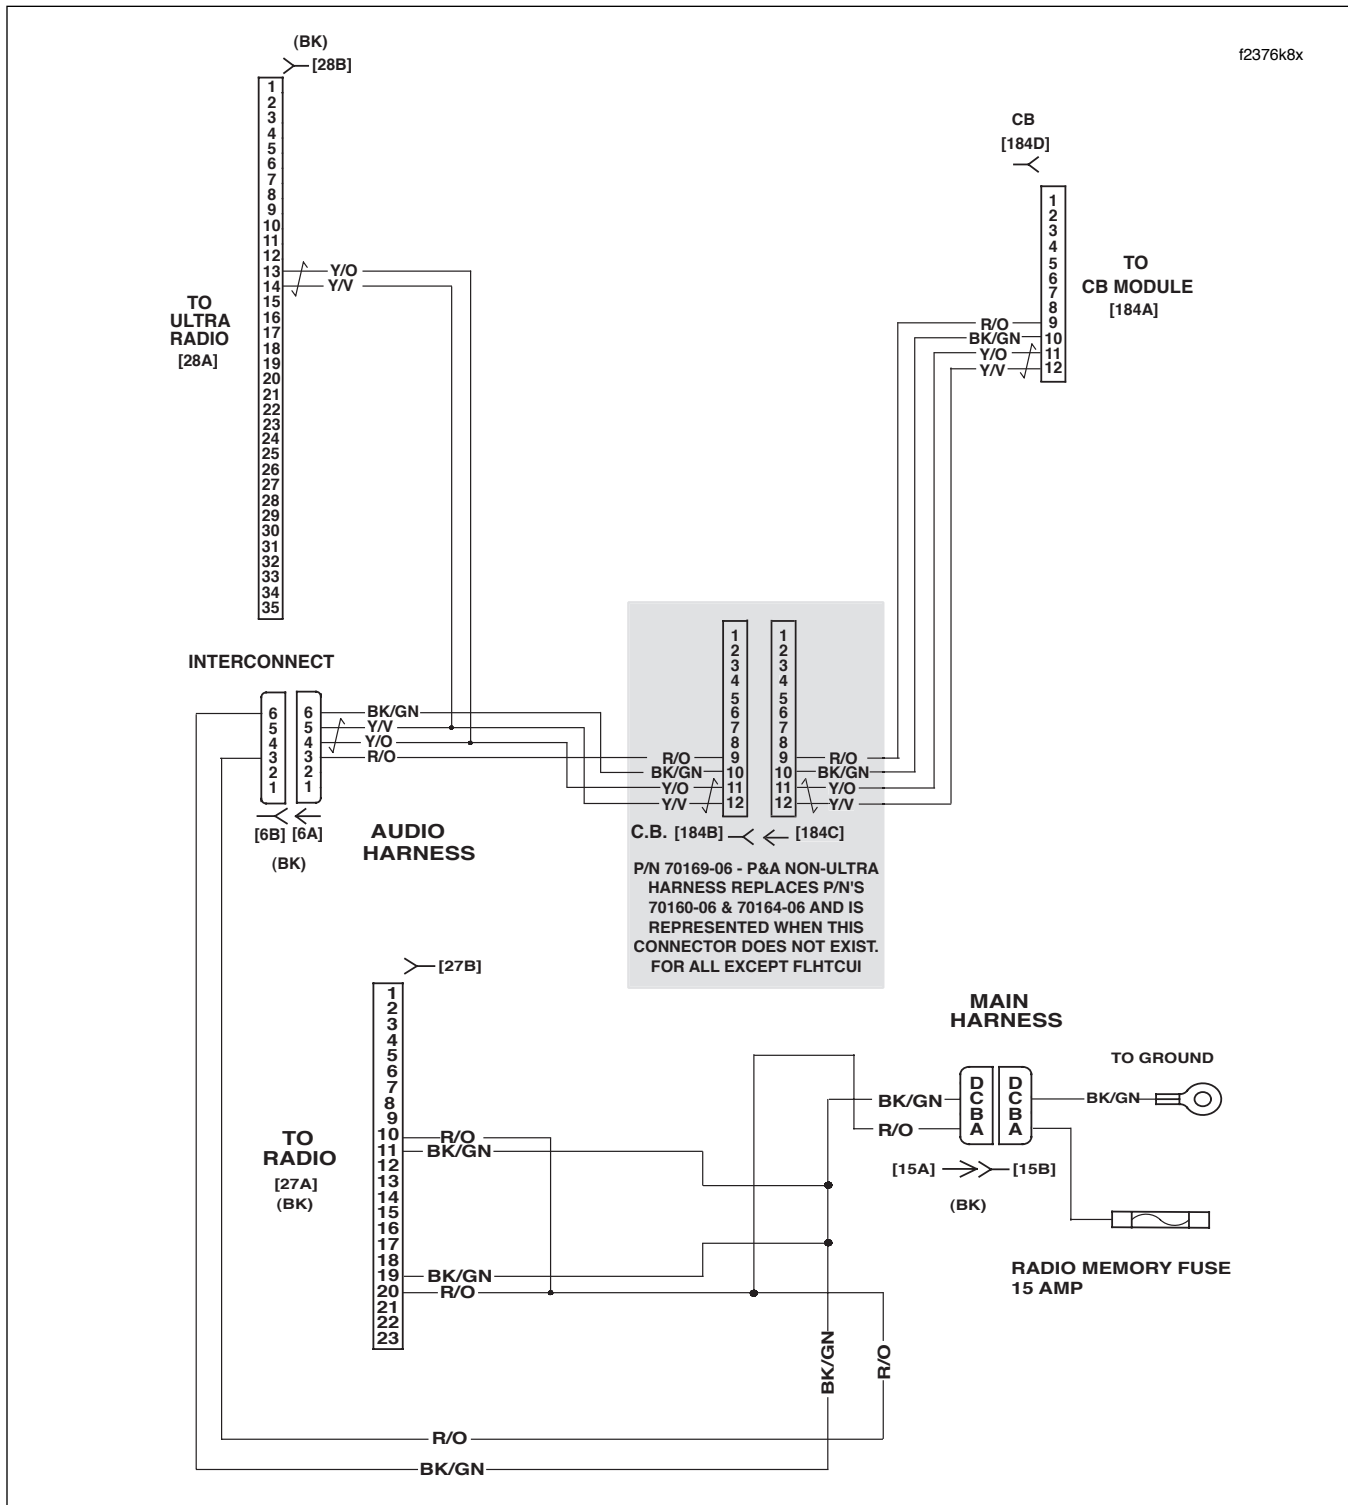 (BK)
[28B]
f2376k8x
1
2
3
4
5
6
7
8
9
10
11
12
13
14
15
16
17
18
19
20
21
22
23
24
25
26
27
28
29
30
31
32
33
34
35
Y/O
Y/V
TO
ULTRA
RADIO
[28A]
CB
[184D]
1
2
3
4
5
6
7
8
9
10
11
12
TO
CB MODULE
[184A]
R/O
BK/GN
Y/O
Y/V
INTERCONNECT
6
5
4
3
2
1
6
5
4
3
2
1
BK/GN
Y/V
Y/O
R/O
[6B]
[6A]
(BK)
AUDIO
HARNESS
R/O
BK/GN
Y/O
Y/V
1
2
3
4
5
6
7
8
9
10
11
12
1
2
3
4
5
6
7
8
9
10
11
12
R/O
BK/GN
Y/O
Y/V
C.B. [184B]
[184C]
P/N 70169-06 - P&A NON-ULTRA
HARNESS REPLACES P/N'S
70160-06 & 70164-06 AND IS
REPRESENTED WHEN THIS
CONNECTOR DOES NOT EXIST.
FOR ALL EXCEPT FLHTCUI
[27B]
1
2
3
4
5
6
7
8
9
10
11
12
13
14
15
16
17
18
19
20
21
22
23
TO
RADIO
[27A]
(BK)
R/O
BK/GN
BK/GN
R/O
MAIN
HARNESS
BK/GN
R/O
D
C
B
A
D
C
B
A
TO GROUND
BK/GN
[15A]
[15B]
(BK)
RADIO MEMORY FUSE
15 AMP
BK/GN
R/O
R/O
BK/GN